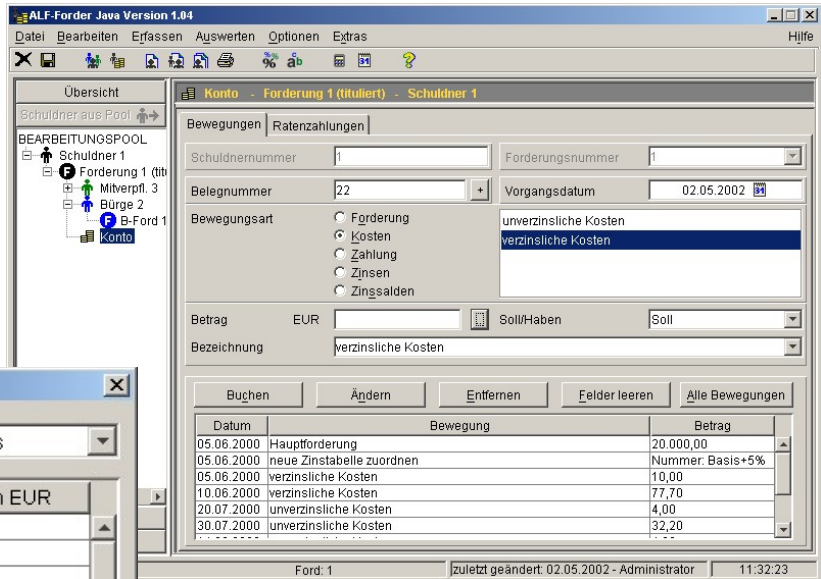 ALF-Forder Java Version 1.04
Datei Bearbeiten Erfassen Auswerten Optionen Extras Hilfe
Übersicht
Schuldner aus Pool
BEARBEITUNGSPOOL
Schuldner 1
F Forderung 1 (titu
Mitverpfl. 3
Bürge 2
F B-Ford 1
Konto
Konto - Forderung 1 (tituliert) - Schuldner 1
Bewegungen Ratenzahlungen
Schuldnernummer 1 Forderungsnummer 1
Belegnummer 22 + Vorgangsdatum 02.05.2002
Bewegungsart
Forderung
Kosten
Zahlung
Zinsen
Zinssalden
unverzinsliche Kosten
verzinsliche Kosten
Betrag EUR Soll/Haben Soll
Bezeichnung verzinsliche Kosten
Buchen Ändern Entfernen Felder leeren Alle Bewegungen
Datum Bewegung Betrag
05.06.2000 Hauptforderung 20.000,00
05.06.2000 neue Zinstabelle zuordnen Nummer: Basis+5%
05.06.2000 verzinsliche Kosten 10,00
10.06.2000 verzinsliche Kosten 77,70
20.07.2000 unverzinsliche Kosten 4,00
30.07.2000 unverzinsliche Kosten 32,20
EUR
Ford: 1 zuletzt geändert: 02.05.2002 - Administrator 11:32:23